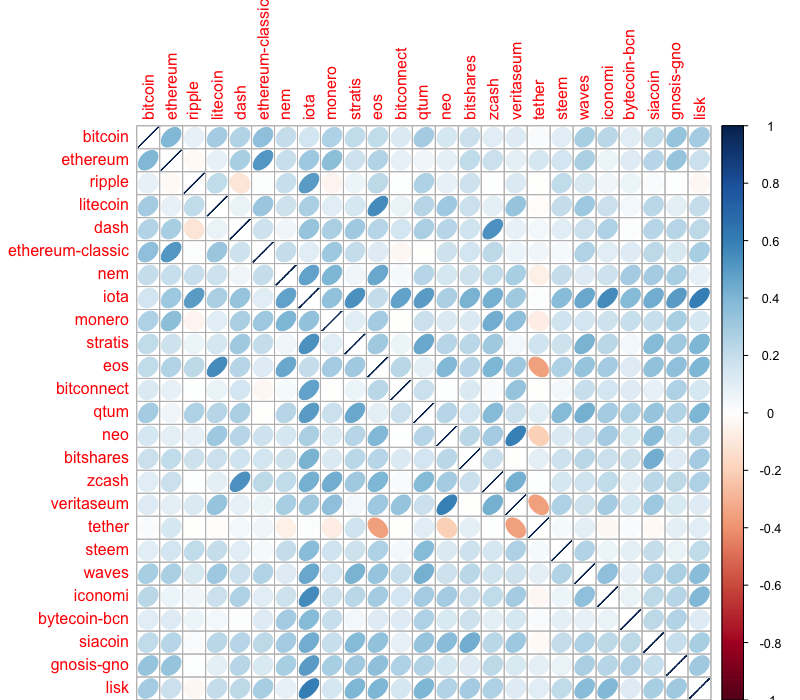 bitcoin
ethereum
ripple
litecoin
dash
ethereum-classic
nem
iota
monero
stratis
eos
bitconnect
qtum
neo
bitshares
zcash
veritaseum
tether
steem
waves
iconomi
bytecoin-bcn
siacoin
gnosis-gno
lisk
bitcoin
ethereum
ripple
litecoin
dash
ethereum-classic
nem
iota
monero
stratis
eos
bitconnect
qtum
neo
bitshares
zcash
veritaseum
tether
steem
waves
iconomi
bytecoin-bcn
siacoin
gnosis-gno
lisk
1
0.8
0.6
0.4
0.2
0
-0.2
-0.4
-0.6
-0.8